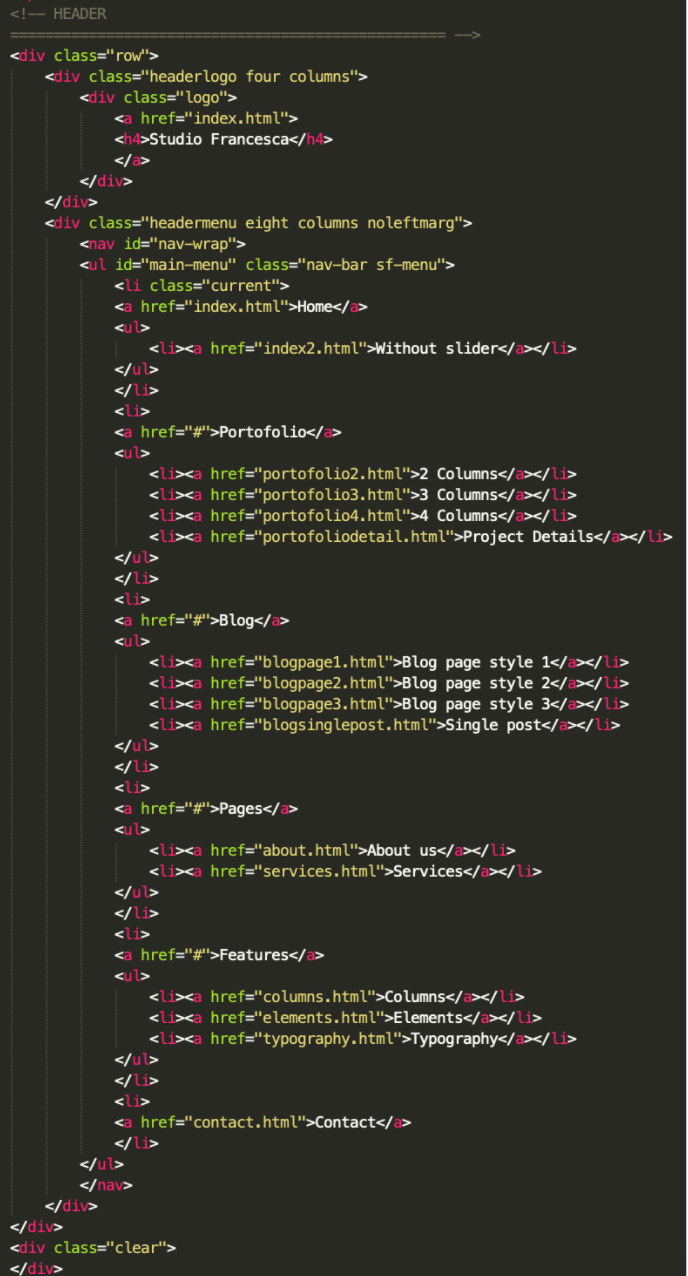 <!-- HEADER
================================================== -->
<div class="row">
    <div class="headerlogo four columns">
        <div class="logo">
            <a href="index.html">
            <h4>Studio Francesca</h4>
            </a>
        </div>
    </div>
    <div class="headermenu eight columns noleftmarg">
        <nav id="nav-wrap">
        <ul id="main-menu" class="nav-bar sf-menu">
            <li class="current">
            <a href="index.html">Home</a>
            <ul>
                <li><a href="index2.html">Without slider</a></li>
            </ul>
            </li>
            <li>
            <a href="#">Portofolio</a>
            <ul>
                <li><a href="portofolio2.html">2 Columns</a></li>
                <li><a href="portofolio3.html">3 Columns</a></li>
                <li><a href="portofolio4.html">4 Columns</a></li>
                <li><a href="portofoliodetail.html">Project Details</a></li>
            </ul>
            </li>
            <li>
            <a href="#">Blog</a>
            <ul>
                <li><a href="blogpage1.html">Blog page style 1</a></li>
                <li><a href="blogpage2.html">Blog page style 2</a></li>
                <li><a href="blogpage3.html">Blog page style 3</a></li>
                <li><a href="blogsinglepost.html">Single post</a></li>
            </ul>
            </li>
            <li>
            <a href="#">Pages</a>
            <ul>
                <li><a href="about.html">About us</a></li>
                <li><a href="services.html">Services</a></li>
            </ul>
            </li>
            <li>
            <a href="#">Features</a>
            <ul>
                <li><a href="columns.html">Columns</a></li>
                <li><a href="elements.html">Elements</a></li>
                <li><a href="typography.html">Typography</a></li>
            </ul>
            </li>
            <li>
            <a href="contact.html">Contact</a>
            </li>
        </ul>
        </nav>
    </div>
</div>
<div class="clear">
</div>